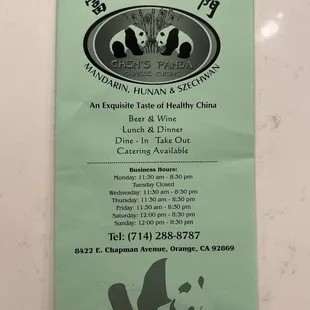 富 門
CHEN'S PANDA
CHINESE CUISINE
MANDARIN, HUNAN & SZECHWAN
An Exquisite Taste of Healthy China
Beer & Wine
Lunch & Dinner
Dine - In Take Out
Catering Available
Business Hours:
Monday: 11:30 am - 8:30 pm
Tuesday Closed
Wednesday: 11:30 am - 8:30 pm
Thursday: 11:30 am - 8:30 pm
Friday: 11:30 am - 8:30 pm
Saturday: 12:00 pm - 8:30 pm
Sunday: 12:00 pm - 8:30 pm
Tel: (714) 288-8787
8422 E. Chapman Avenue, Orange, CA 92869